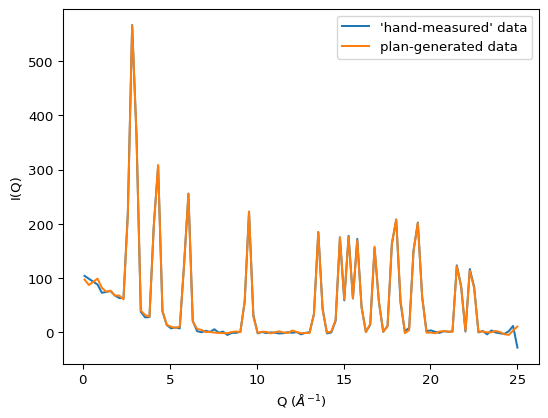 'hand-measured' data
plan-generated data
500
400
300
200
100
0
I(Q)
0 5 10 15 20 25
Q (Å⁻¹)